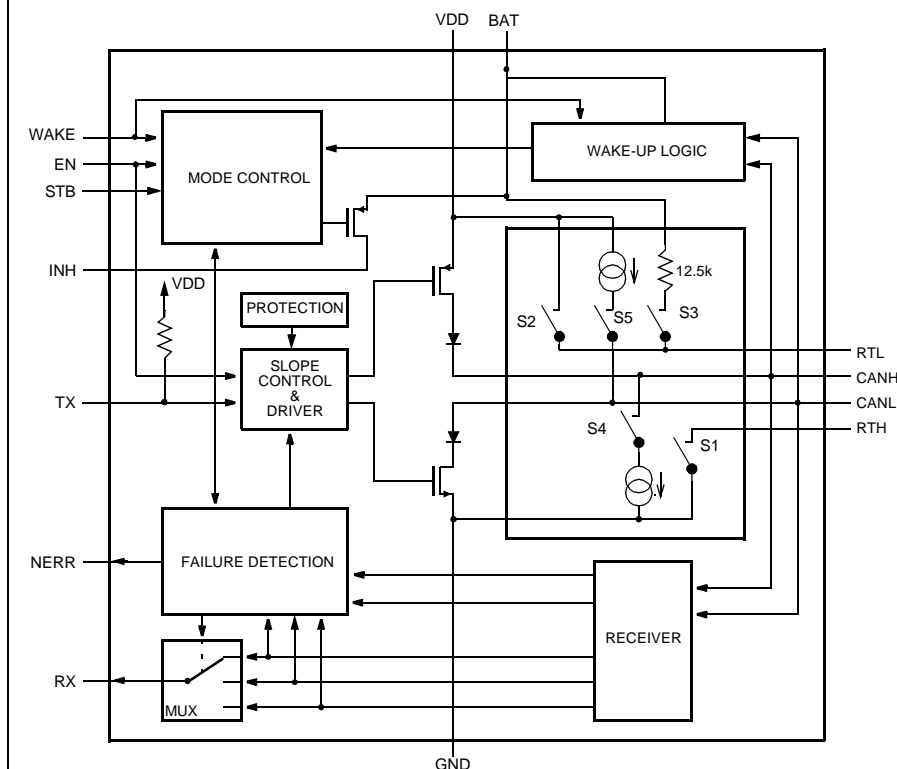 VDD BAT
WAKE
EN
STB
MODE CONTROL
WAKE-UP LOGIC
INH
VDD
12.5k
PROTECTION
S2
S5
S3
SLOPE
CONTROL
&
DRIVER
RTL
CANH
CANL
TX
RTH
S4
S1
NERR
FAILURE DETECTION
RECEIVER
RX
MUX
GND